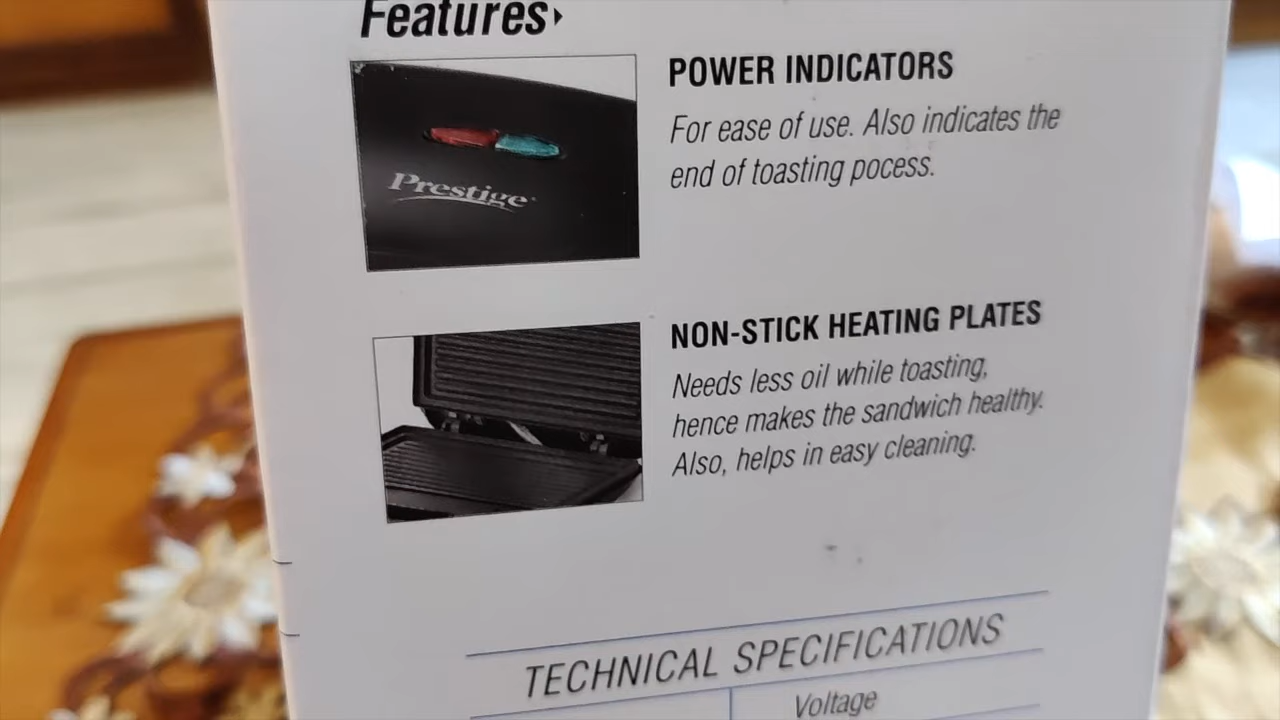 Features
POWER INDICATORS
For ease of use. Also indicates the
end of toasting pocess.
Prestige
NON-STICK HEATING PLATES
Needs less oil while toasting,
hence makes the sandwich healthy.
Also, helps in easy cleaning.
TECHNICAL SPECIFICATIONS
Voltage